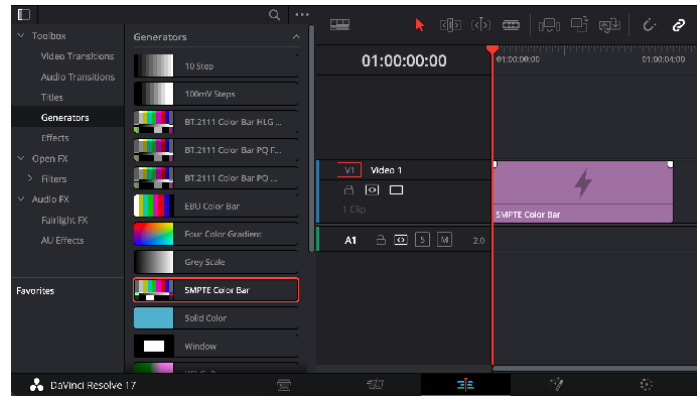 Toolbox
Video Transitions
Audio Transitions
Titles
Generators
Effects
Open FX
Filters
Audio FX
Fairlight FX
AU Effects
Favorites
Generators
10 Step
100mV Steps
BT.2111 Color Bar HLG ...
BT.2111 Color Bar PQ F...
BT.2111 Color Bar PQ ...
EBU Color Bar
Four Color Gradient
Grey Scale
SMPTE Color Bar
Solid Color
Window
01:00:00:00
01:00:00:00
01:00:04:00
V1 Video 1
1 Clip
SMPTE Color Bar
A1 S M 2.0
DaVinci Resolve 17